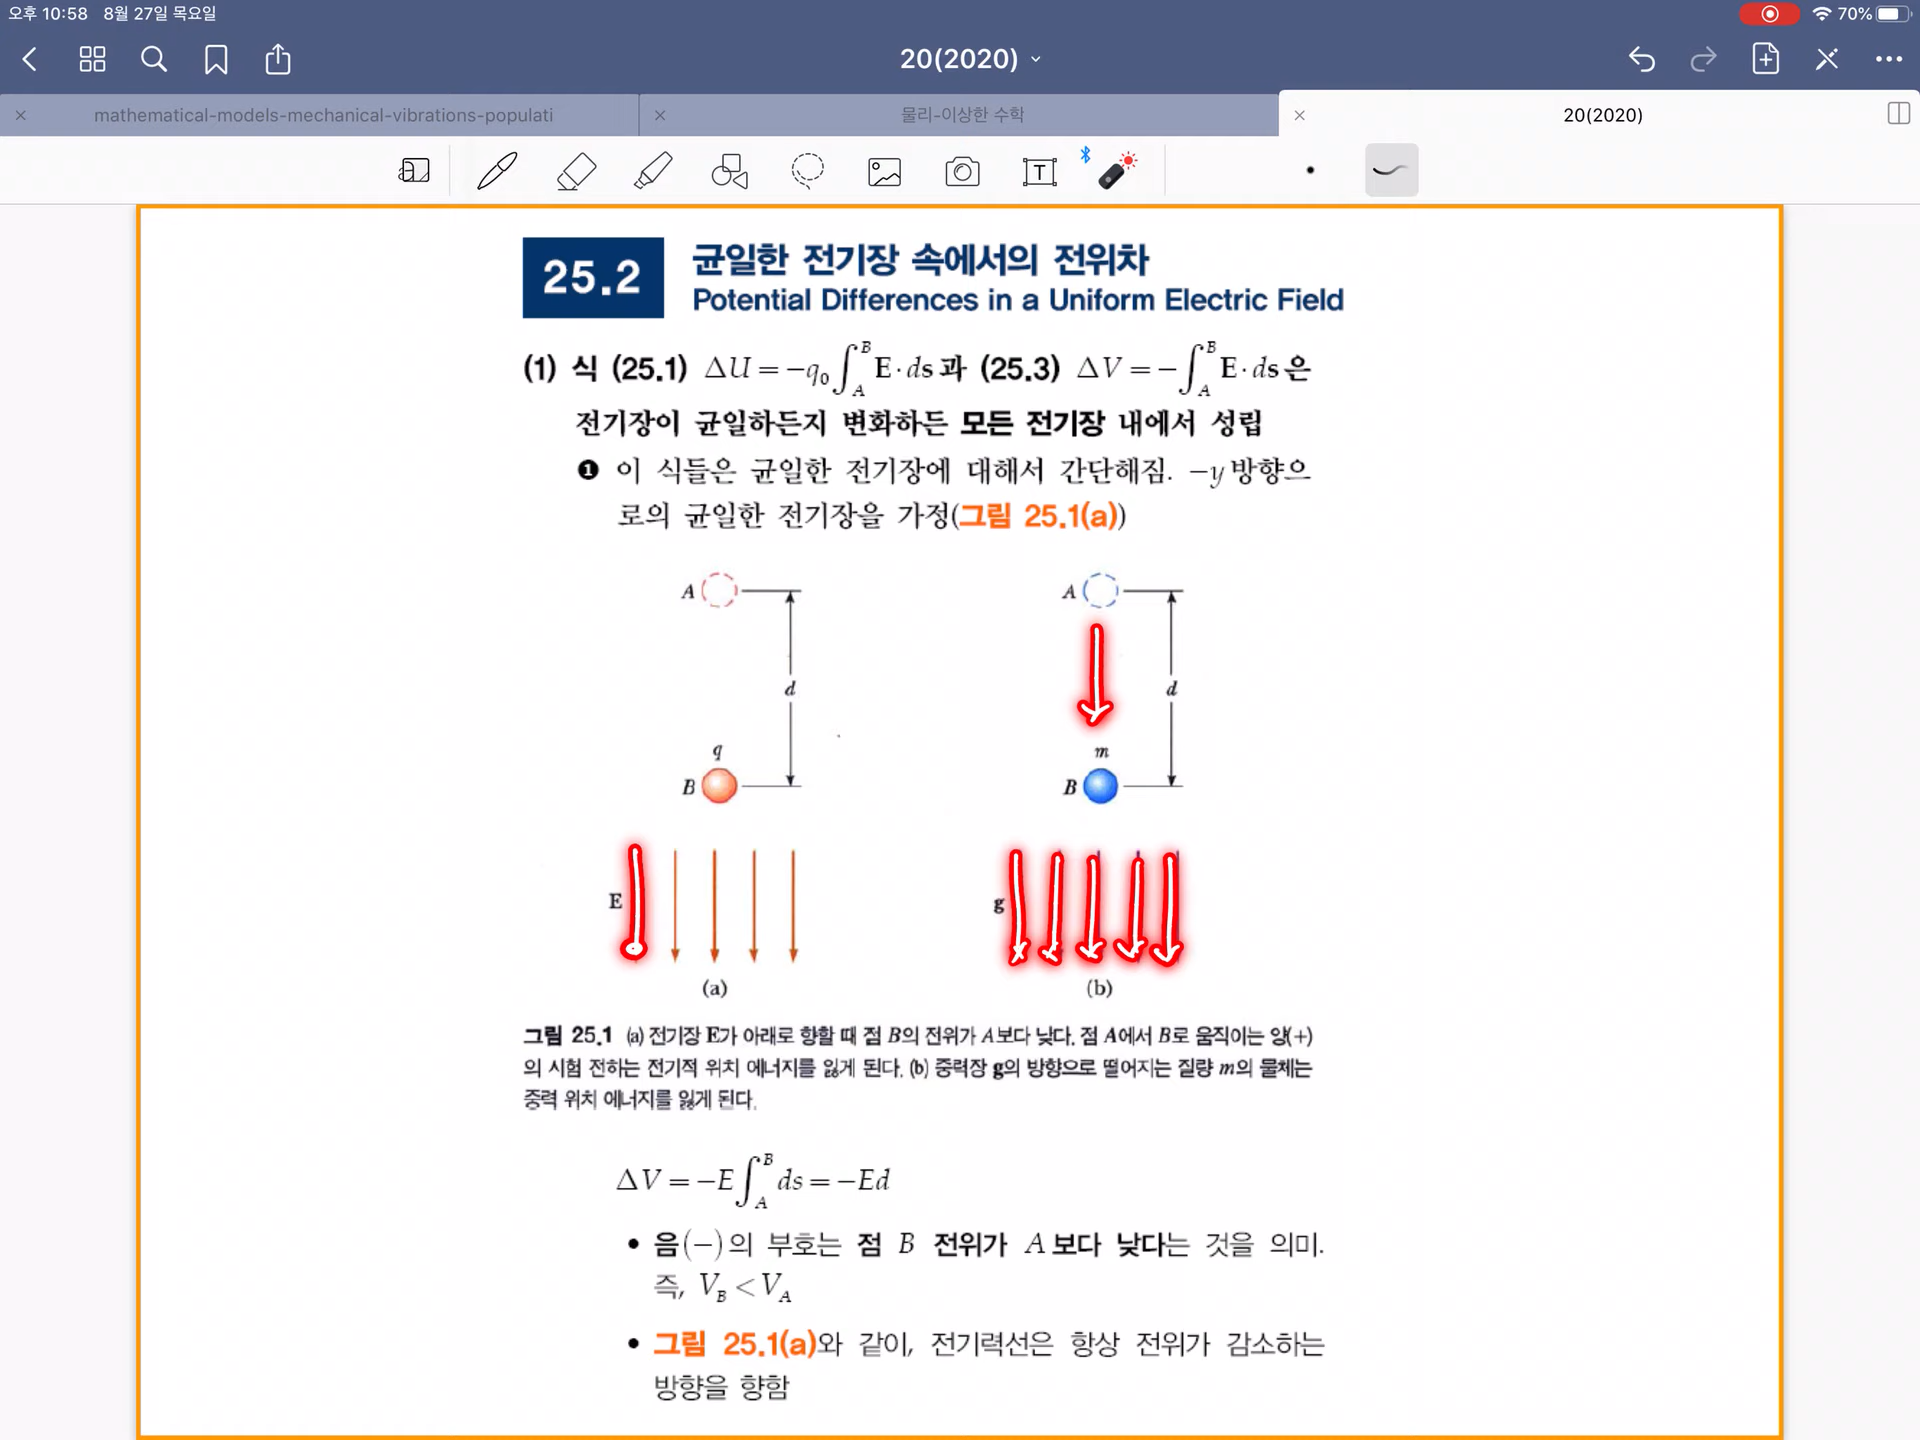 오후 10:58 8월 27일 목요일
70%
20(2020)
mathematical-models-mechanical-vibrations-populati
물리-이상한 수학
20(2020)
25.2
균일한 전기장 속에서의 전위차
Potential Differences in a Uniform Electric Field
(1) 식 (25.1) ΔU = −q₀∫_A^B E · ds과 (25.3) ΔV = −∫_A^B E · ds은
전기장이 균일하든지 변화하든 모든 전기장 내에서 성립
❶ 이 식들은 균일한 전기장에 대해서 간단해짐. −y 방향으
로의 균일한 전기장을 가정(그림 25.1(a))
A
d
q
B
E
(a)
A
d
m
B
g
(b)
그림 25.1 (a) 전기장 E가 아래로 향할 때 점 B의 전위가 A보다 낮다. 점 A에서 B로 움직이는 양(+)
의 시험 전하는 전기적 위치 에너지를 잃게 된다. (b) 중력장 g의 방향으로 떨어지는 질량 m의 물체는
중력 위치 에너지를 잃게 된다.
ΔV = −E∫_A^B ds = −Ed
• 음(−)의 부호는 점 B 전위가 A보다 낮다는 것을 의미.
즉, V_B < V_A
• 그림 25.1(a)와 같이, 전기력선은 항상 전위가 감소하는
방향을 향함